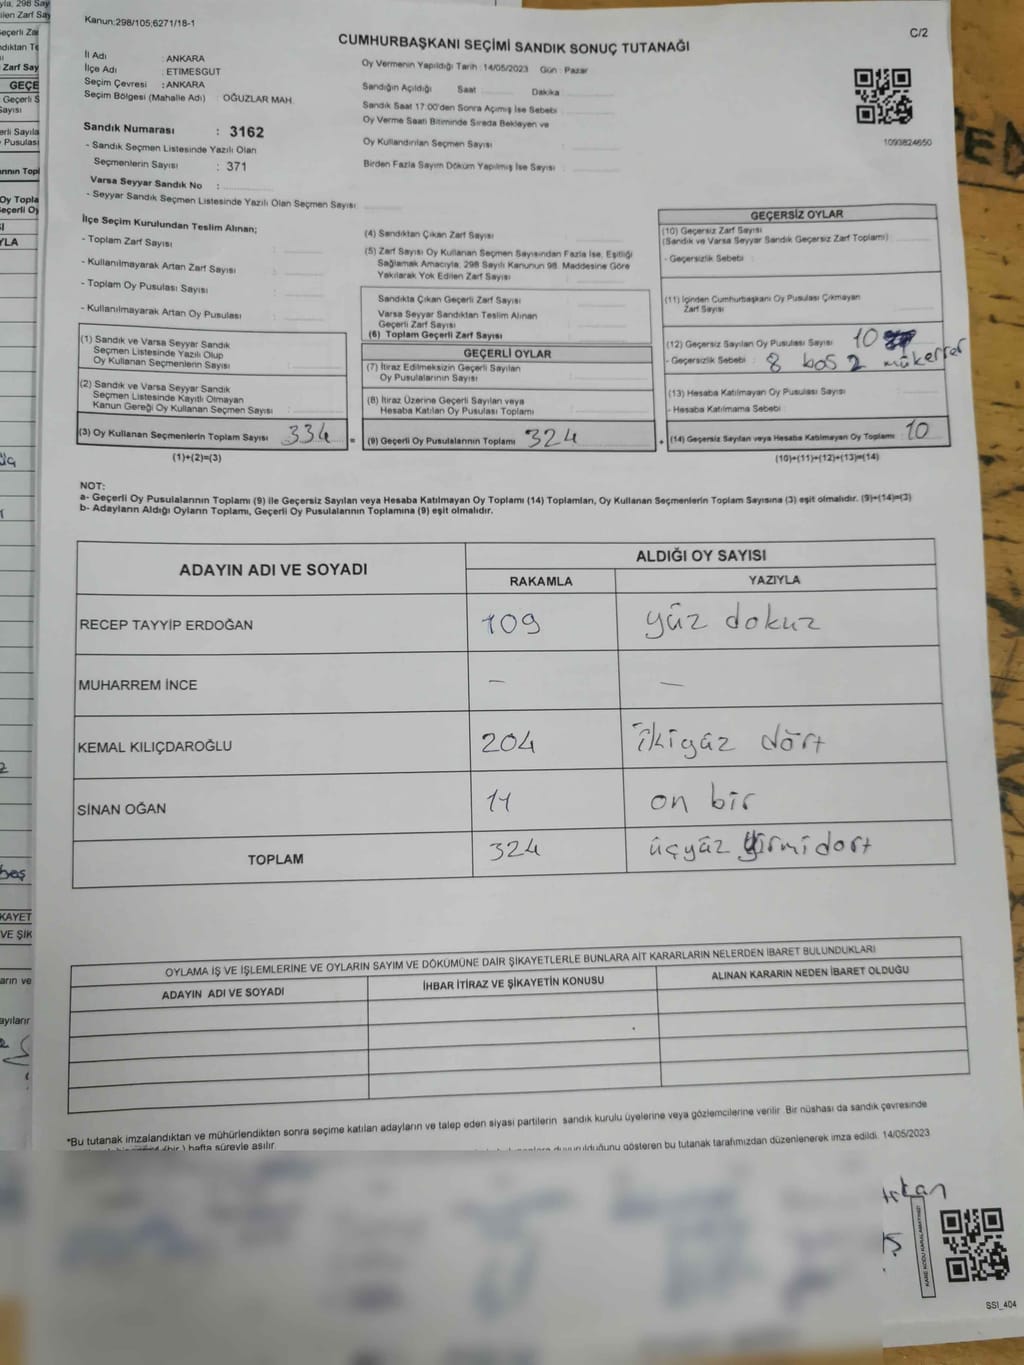 Kanun:298/105;6271/18-1
C/2
CUMHURBAŞKANI SEÇİMİ SANDIK SONUÇ TUTANAĞI
İl Adı : ANKARA
İlçe Adı : ETIMESGUT
Seçim Çevresi : ANKARA
Seçim Bölgesi (Mahalle Adı) : OĞUZLAR MAH.
Sandık Numarası : 3162
- Sandık Seçmen Listesinde Yazılı Olan
Seçmenlerin Sayısı : 371
Varsa Seyyar Sandık No :
- Seyyar Sandık Seçmen Listesinde Yazılı Olan Seçmen Sayısı:
Oy Vermenin Yapıldığı Tarih :14/05/2023 Gün : Pazar
Sandığın Açıldığı Saat Dakika
Sandık Saat 17:00'den Sonra Açımış İse Sebebi
Oy Verme Saati Bitiminde Sırada Bekleyen ve
Oy Kullandırılan Seçmen Sayısı :
Birden Fazla Sayım Döküm Yapılmış İse Sayısı :
1093824650
İlçe Seçim Kurulundan Teslim Alınan;
- Toplam Zarf Sayısı
- Kullanılmayarak Artan Zarf Sayısı
- Toplam Oy Pusulası Sayısı
- Kullanılmayarak Artan Oy Pusulası
(1) Sandık ve Varsa Seyyar Sandık
Seçmen Listesinde Yazılı Olup
Oy Kullanan Seçmenlerin Sayısı
(2) Sandık ve Varsa Seyyar Sandık
Seçmen Listesinde Kayıtlı Olmayan
Kanun Gereği Oy Kullanan Seçmen Sayısı
(3) Oy Kullanan Seçmenlerin Toplam Sayısı 334 =
(1)+(2)=(3)
(4) Sandıktan Çıkan Zarf Sayısı
(5) Zarf Sayısı Oy Kullanan Seçmen Sayısından Fazla İse, Eşitliği
Sağlamak Amacıyla, 298 Sayılı Kanunun 98. Maddesine Göre
Yakılarak Yok Edilen Zarf Sayısı
Sandıkta Çıkan Geçerli Zarf Sayısı
Varsa Seyyar Sandıktan Teslim Alınan
Geçerli Zarf Sayısı
(6) Toplam Geçerli Zarf Sayısı
GEÇERLİ OYLAR
(7) İtiraz Edilmeksizin Geçerli Sayılan
Oy Pusulalarının Sayısı
(8) İtiraz Üzerine Geçerli Sayılan veya
Hesaba Katılan Oy Pusulası Toplamı
(9) Geçerli Oy Pusulalarının Toplamı 324 +
GEÇERSİZ OYLAR
(10) Geçersiz Zarf Sayısı
(Sandık ve Varsa Seyyar Sandık Geçersiz Zarf Toplamı)
- Geçersizlik Sebebi :
(11) İçinden Cumhurbaşkanı Oy Pusulası Çıkmayan
Zarf Sayısı
(12) Geçersiz Sayılan Oy Pusulası Sayısı 10
- Geçersizlik Sebebi : 8 boş 2 mükerrer
(13) Hesaba Katılmayan Oy Pusulası Sayısı
- Hesaba Katılmama Sebebi
(14) Geçersiz Sayılan veya Hesaba Katılmayan Oy Toplamı 10
(10)+(11)+(12)+(13)=(14)
NOT:
a- Geçerli Oy Pusulalarının Toplamı (9) ile Geçersiz Sayılan veya Hesaba Katılmayan Oy Toplamı (14) Toplamları, Oy Kullanan Seçmenlerin Toplam Sayısına (3) eşit olmalıdır. (9)+(14)=(3)
b- Adayların Aldığı Oyların Toplamı, Geçerli Oy Pusulalarının Toplamına (9) eşit olmalıdır.
ADAYIN ADI VE SOYADI
ALDIĞI OY SAYISI
RAKAMLA YAZIYLA
RECEP TAYYİP ERDOĞAN 109 yüz dokuz
MUHARREM İNCE – –
KEMAL KILIÇDAROĞLU 204 ikiyüz dört
SİNAN OĞAN 11 on bir
TOPLAM 324 üçyüz yirmidört
OYLAMA İŞ VE İŞLEMLERİNE VE OYLARIN SAYIM VE DÖKÜMÜNE DAİR ŞİKAYETLERLE BUNLARA AİT KARARLARIN NELERDEN İBARET BULUNDUKLARI
ADAYIN ADI VE SOYADI İHBAR İTİRAZ VE ŞİKAYETİN KONUSU ALINAN KARARIN NEDEN İBARET OLDUĞU
*Bu tutanak imzalandıktan ve mühürlendikten sonra seçime katılan adayların ve talep eden siyasi partilerin sandık kurulu üyelerine veya gözlemcilerine verilir. Bir nüshası da sandık çevresinde
hafta süreyle asılır.
duyurulduğunu gösteren bu tutanak tarafımızdan düzenlenerek imza edildi. 14/05/2023
SSI_404